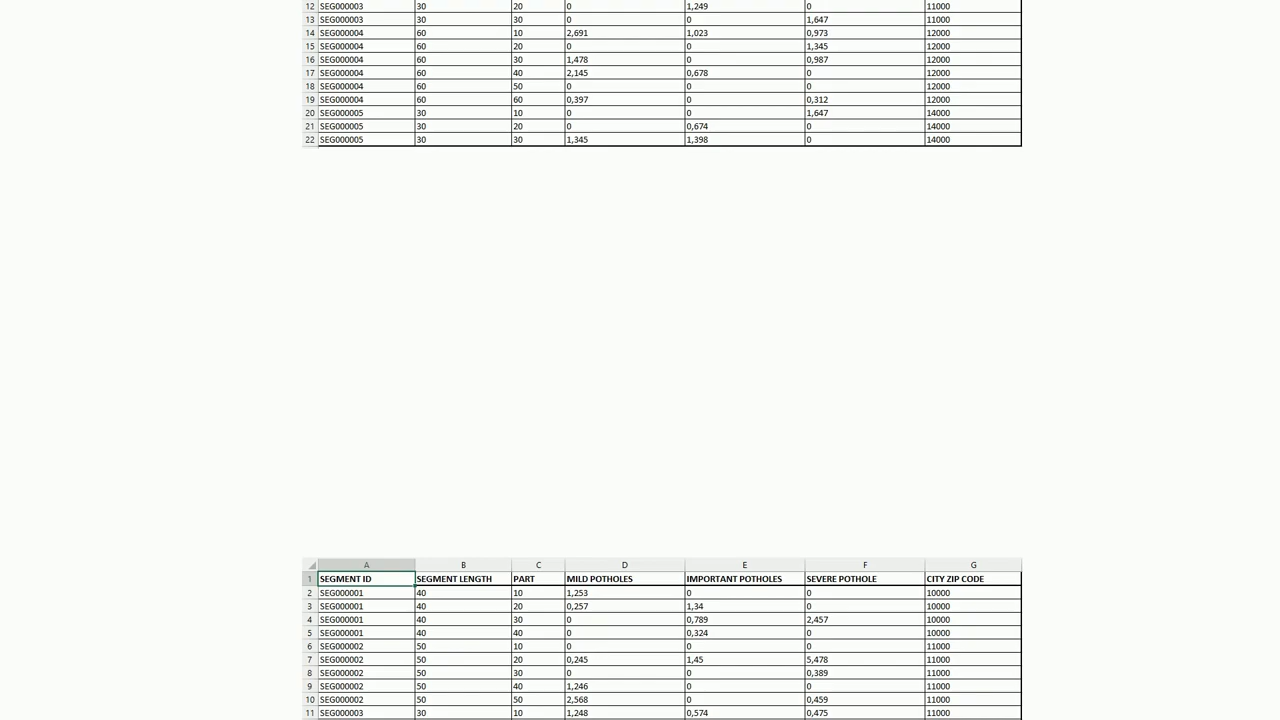 12 SEG000003 30 20 0 1,249 0 11000
13 SEG000003 30 30 0 0 1,647 11000
14 SEG000004 60 10 2,691 1,023 0,973 12000
15 SEG000004 60 20 0 0 1,345 12000
16 SEG000004 60 30 1,478 0 0,987 12000
17 SEG000004 60 40 2,145 0,678 0 12000
18 SEG000004 60 50 0 0 0 12000
19 SEG000004 60 60 0,397 0 0,312 12000
20 SEG000005 30 10 0 0 1,647 14000
21 SEG000005 30 20 0 0,674 0 14000
22 SEG000005 30 30 1,345 1,398 0 14000
A B C D E F G
1 SEGMENT ID SEGMENT LENGTH PART MILD POTHOLES IMPORTANT POTHOLES SEVERE POTHOLE CITY ZIP CODE
2 SEG000001 40 10 1,253 0 0 10000
3 SEG000001 40 20 0,257 1,34 0 10000
4 SEG000001 40 30 0 0,789 2,457 10000
5 SEG000001 40 40 0 0,324 0 10000
6 SEG000002 50 10 0 0 0 11000
7 SEG000002 50 20 0,245 1,45 5,478 11000
8 SEG000002 50 30 0 0 0,389 11000
9 SEG000002 50 40 1,246 0 0 11000
10 SEG000002 50 50 2,568 0 0,459 11000
11 SEG000003 30 10 1,248 0,574 0,475 11000